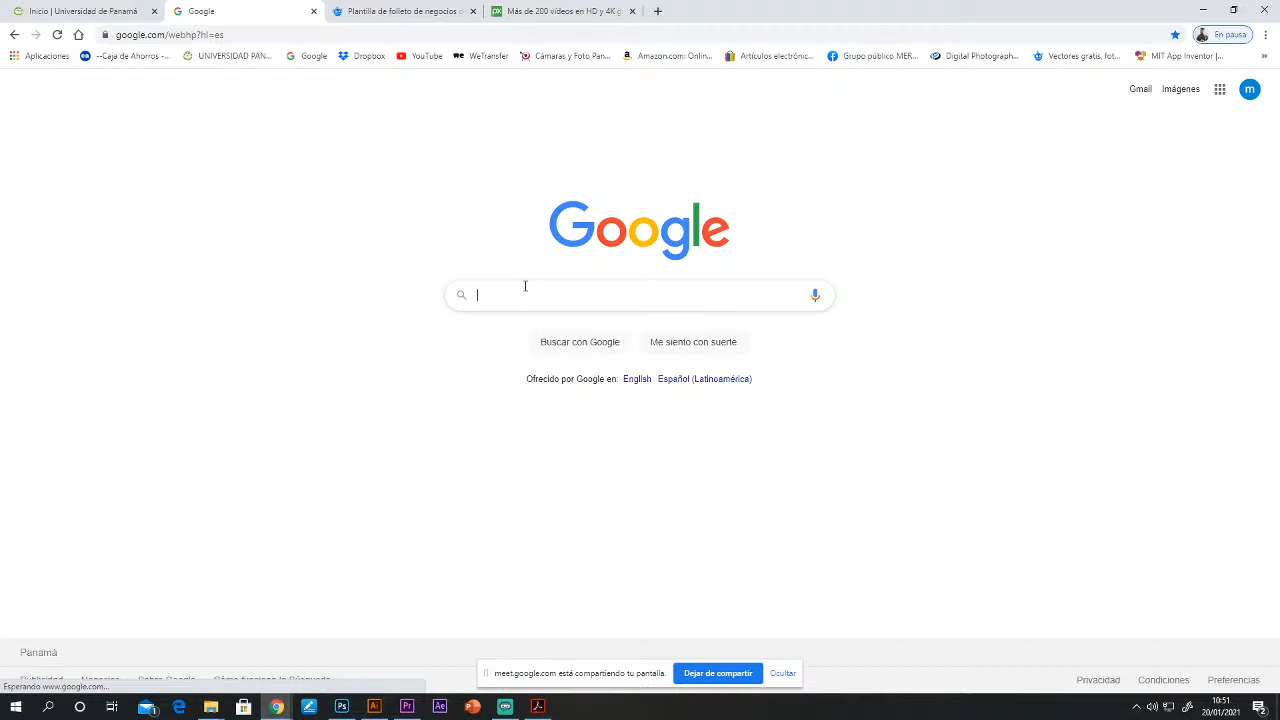 Inicio | Universidad de Panamá
Google
Plantilla de folleto de negocios c
Más de 200 vídeos en HD y 4K g
google.com/webhp?hl=es
En pausa
Aplicaciones
--Caja de Ahorros -...
UNIVERSIDAD PAN...
Google
Dropbox
YouTube
WeTransfer
Cámaras y Foto Pan...
Amazon.com: Onlin...
Artículos electrónic...
Grupo público MER...
Digital Photograph...
Vectores gratis, fot...
MIT App Inventor |...
»
Gmail
Imágenes
m
Google
Buscar con Google
Me siento con suerte
Ofrecido por Google en: English Español (Latinoamérica)
Panamá
meet.google.com está compartiendo tu pantalla.
Dejar de compartir
Ocultar
Privacidad
Condiciones
Preferencias
Esperando www.google.com...
Ps
Ai
Pr
Ae
10:51
20/01/2021